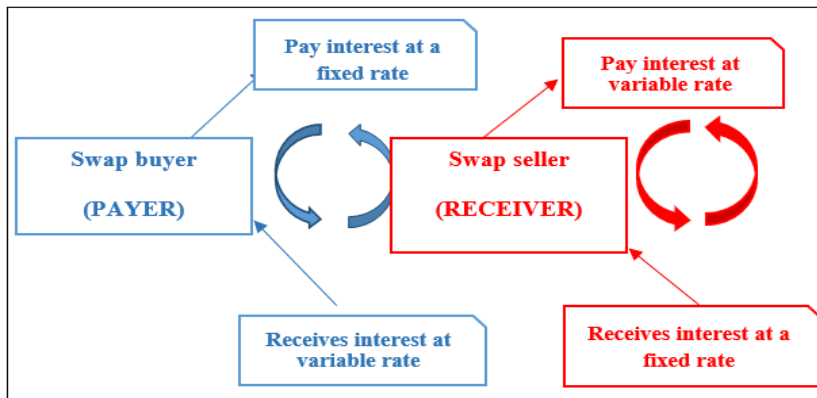 Pay interest at a
fixed rate
Pay interest at
variable rate
Swap buyer
(PAYER)
Swap seller
(RECEIVER)
Receives interest at
variable rate
Receives interest at a
fixed rate